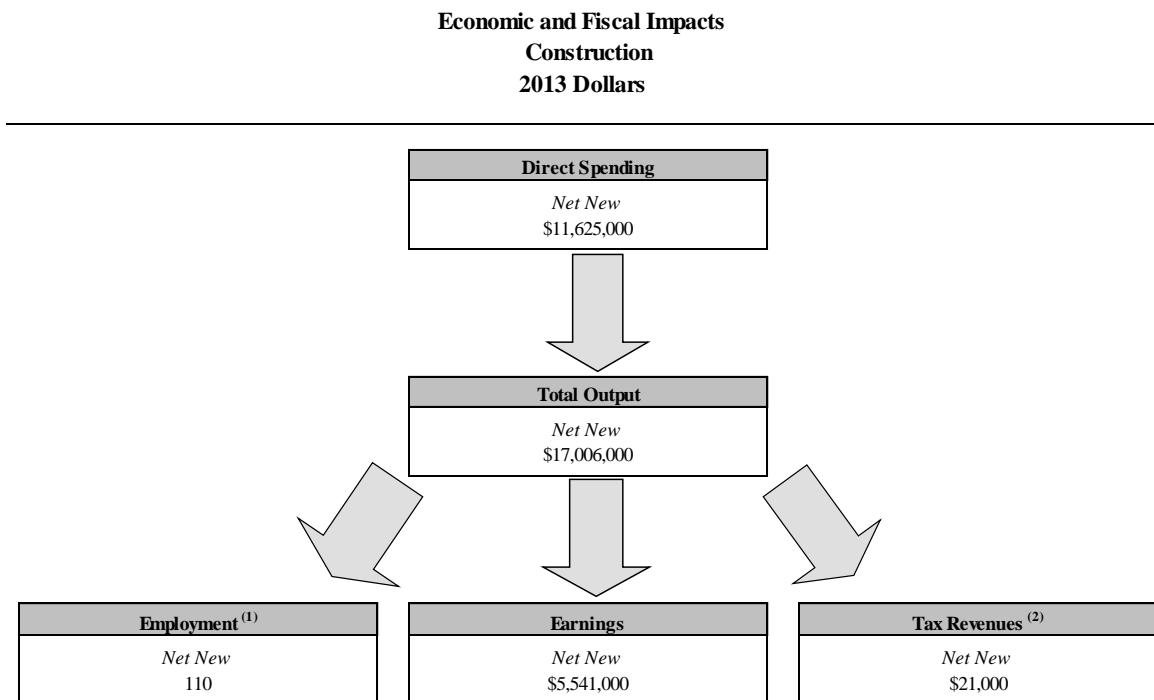 Economic and Fiscal Impacts
Construction
2013 Dollars
Direct Spending
Net New
$11,625,000
Total Output
Net New
$17,006,000
Employment (1)
Net New
110
Earnings
Net New
$5,541,000
Tax Revenues (2)
Net New
$21,000